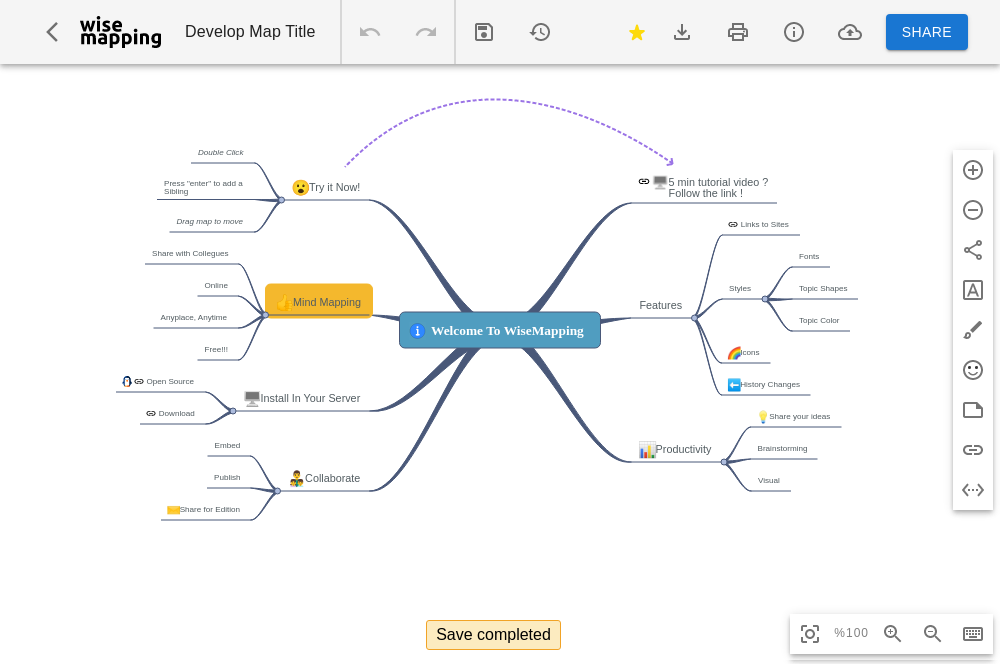 wise
mapping
Develop Map Title
SHARE
Double Click
Press "enter" to add a
Sibling
Drag map to move
Try it Now!
Share with Collegues
Online
Anyplace, Anytime
Free!!!
Mind Mapping
Open Source
Download
Install In Your Server
Embed
Publish
Share for Edition
Collaborate
Welcome To WiseMapping
5 min tutorial video ?
Follow the link !
Links to Sites
Features
Styles
Fonts
Topic Shapes
Topic Color
Icons
History Changes
Productivity
Share your ideas
Brainstorming
Visual
Save completed
%100